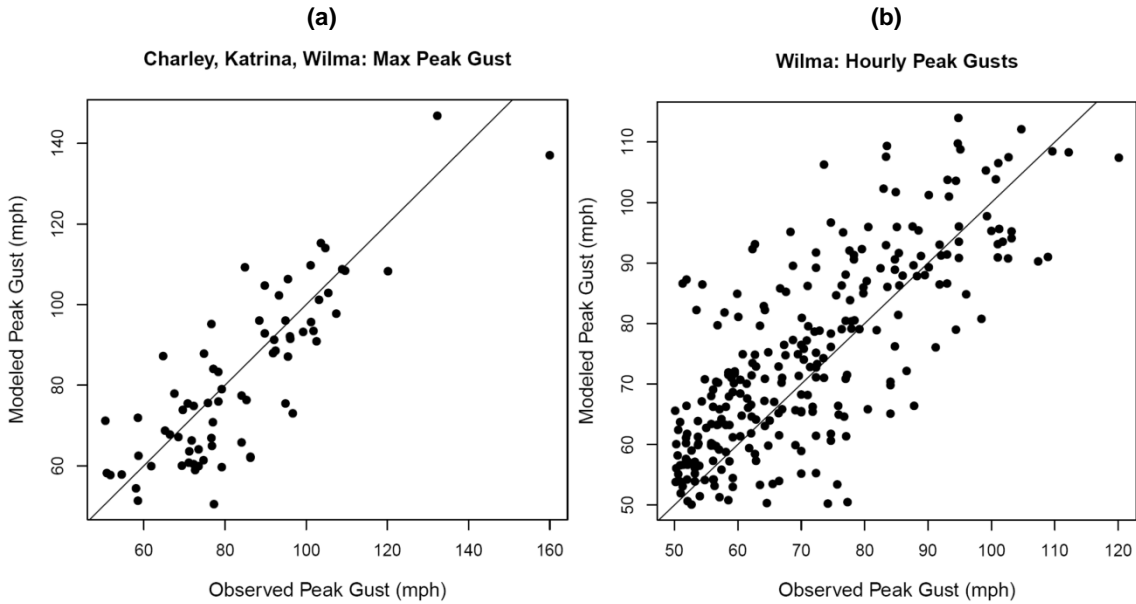 (a)
Charley, Katrina, Wilma: Max Peak Gust
Modeled Peak Gust (mph)
140
120
100
80
60
60 80 100 120 140 160
Observed Peak Gust (mph)
(b)
Wilma: Hourly Peak Gusts
Modeled Peak Gust (mph)
110
100
90
80
70
60
50
50 60 70 80 90 100 110 120
Observed Peak Gust (mph)